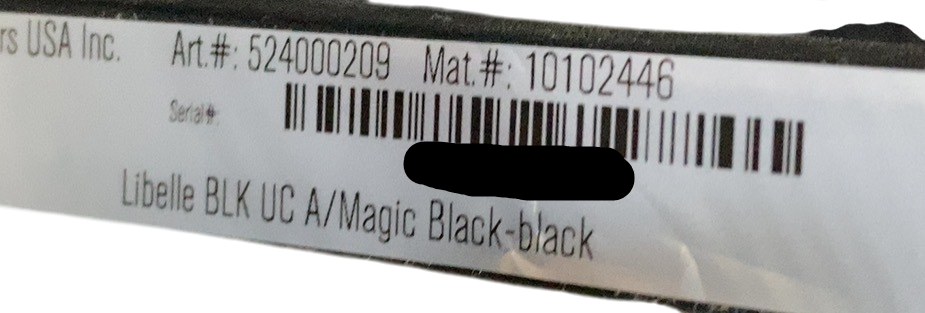 rs USA Inc. Art.#: 524000209 Mat.#: 10102446
Serial#:
Libelle BLK UC A/Magic Black-black